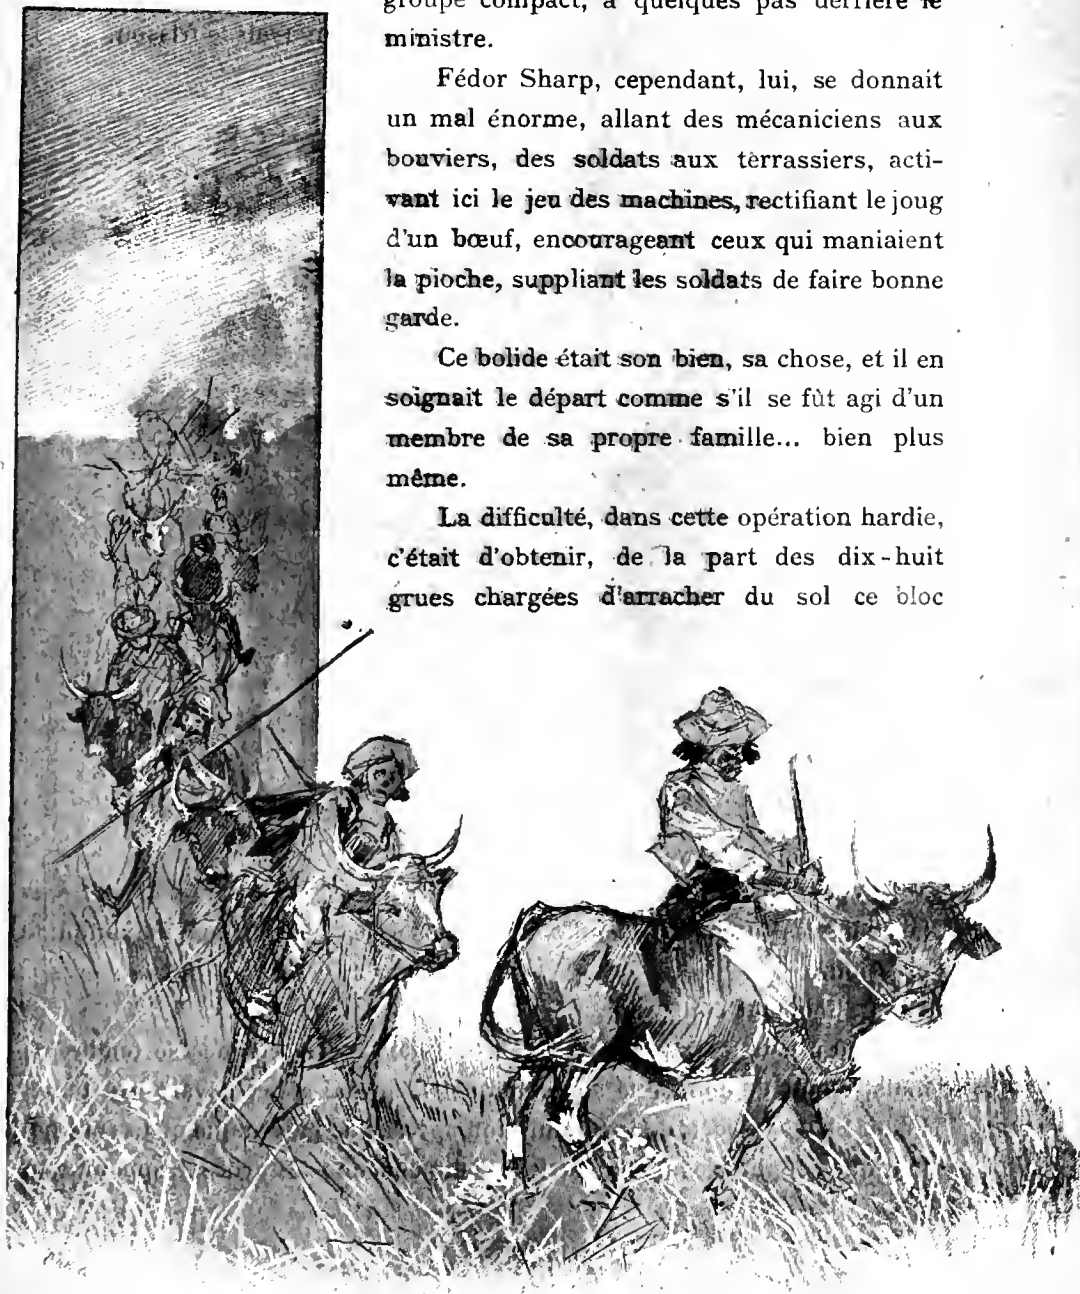 groupe compact, à quelques pas derrière le
ministre.
Fédor Sharp, cependant, lui, se donnait
un mal énorme, allant des mécaniciens aux
bouviers, des soldats aux terrassiers, acti-
vant ici le jeu des machines, rectifiant le joug
d'un bœuf, encourageant ceux qui maniaient
la pioche, suppliant les soldats de faire bonne
garde.
Ce bolide était son bien, sa chose, et il en
soignait le départ comme s'il se fût agi d'un
membre de sa propre famille... bien plus
même.
La difficulté, dans cette opération hardie,
c'était d'obtenir, de la part des dix-huit
grues chargées d'arracher du sol ce bloc